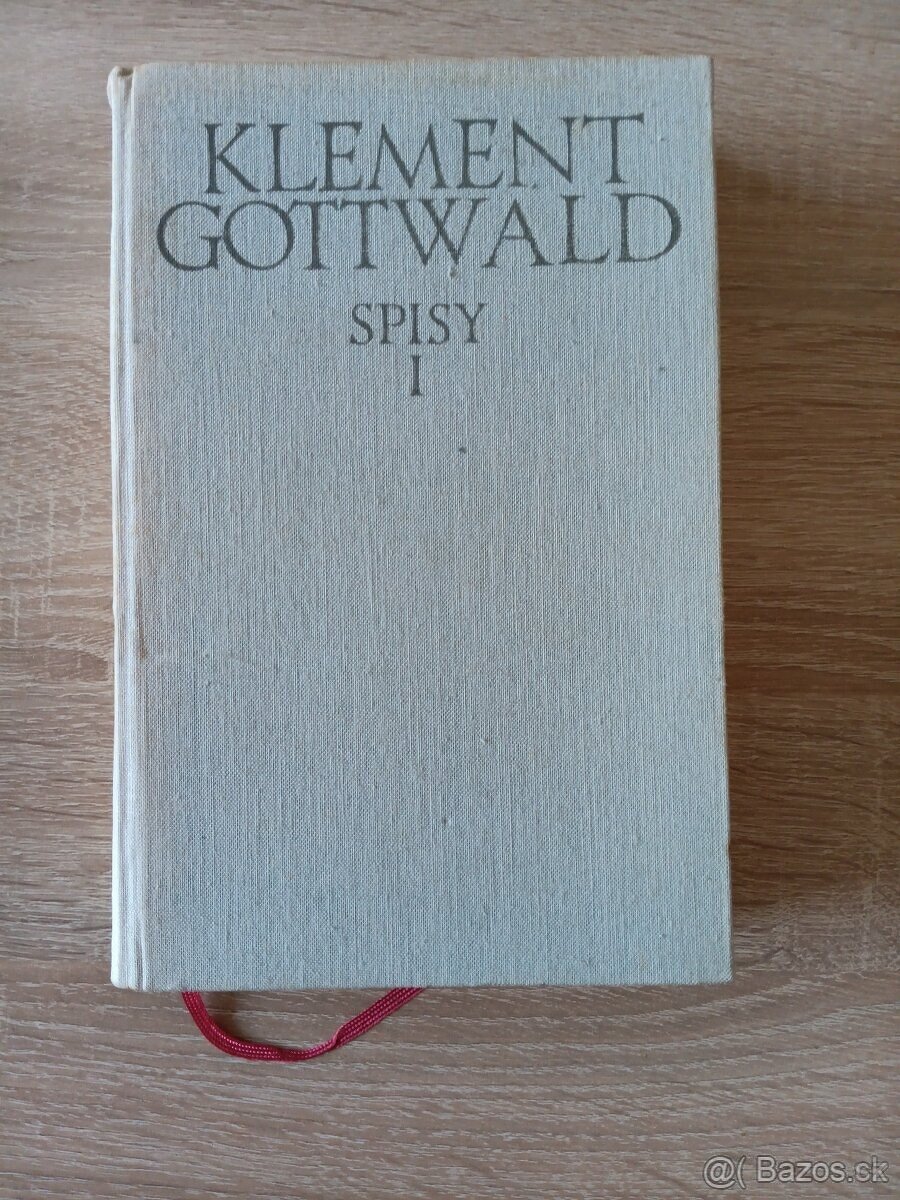 KLEMENT
GOTTWALD
SPISY
I
@( Bazos.sk